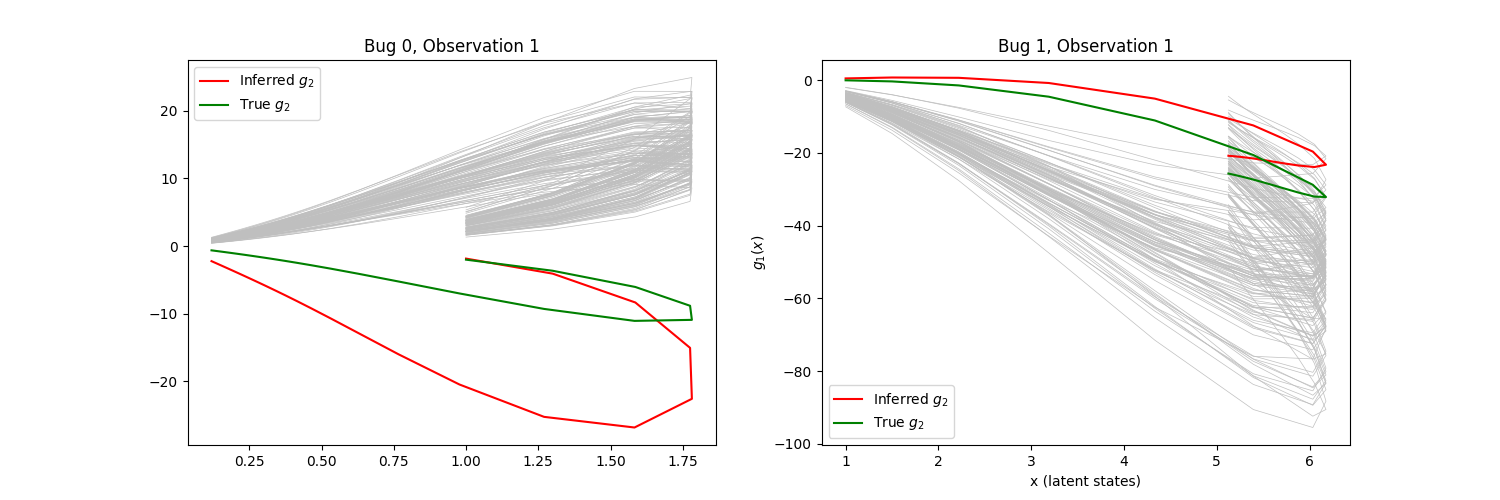 Bug 0, Observation 1
Inferred g₂
True g₂
20
10
0
−10
−20
0.25 0.50 0.75 1.00 1.25 1.50 1.75
Bug 1, Observation 1
0
−20
−40
−60
−80
−100
g₁(x)
Inferred g₂
True g₂
1 2 3 4 5 6
x (latent states)